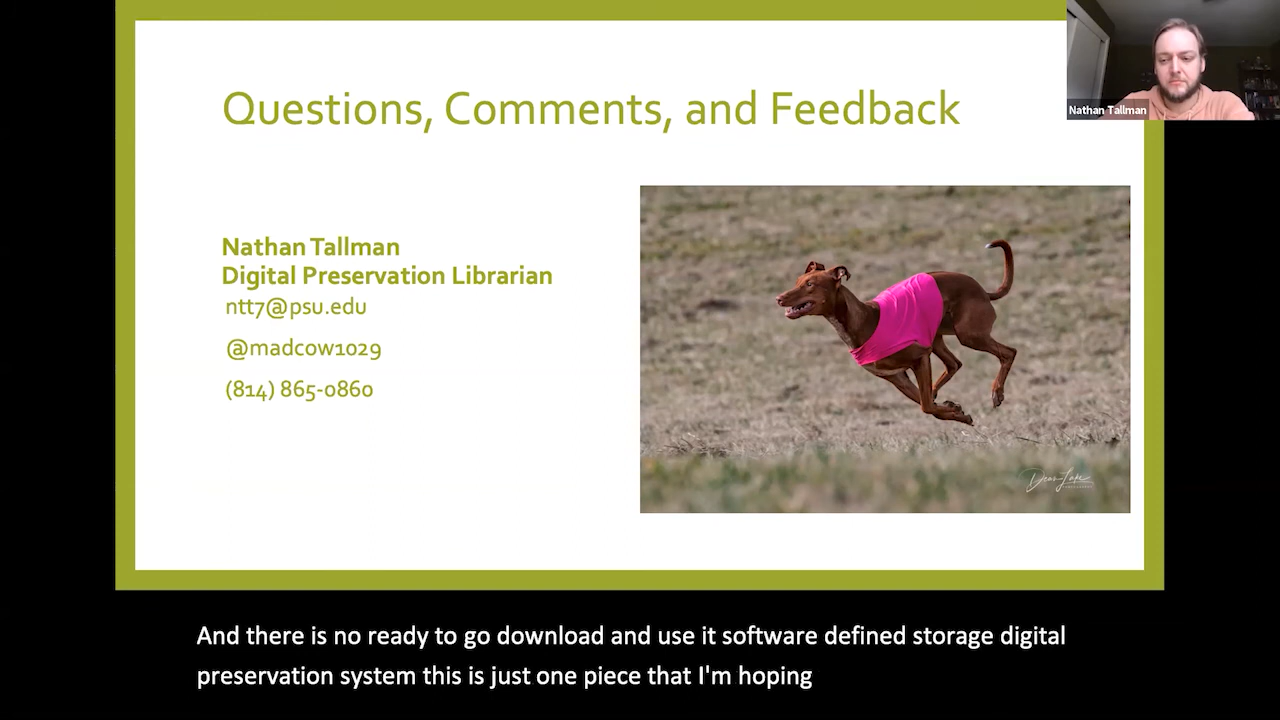 Questions, Comments, and Feedback
Nathan Tallman
Nathan Tallman
Digital Preservation Librarian
ntt7@psu.edu
@madcow1029
(814) 865-0860
And there is no ready to go download and use it software defined storage digital
preservation system this is just one piece that I'm hoping